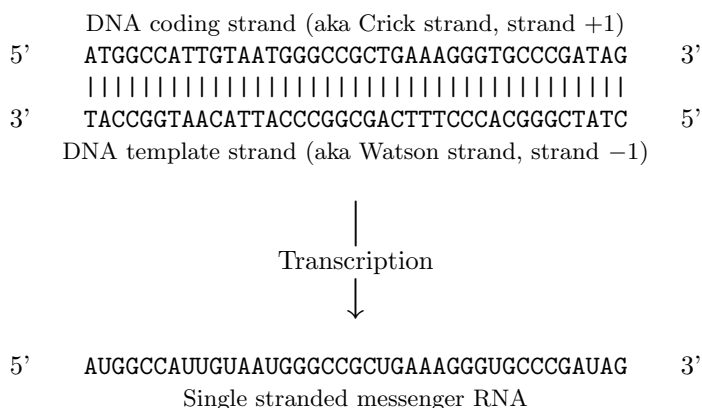 DNA coding strand (aka Crick strand, strand +1)
5’ ATGGCCATTGTAATGGGCCGCTGAAAGGGTGCCCGATAG 3’
|||||||||||||||||||||||||||||||||||||||
3’ TACCGGTAACATTACCCGGCGACTTTCCCACGGGCTATC 5’
DNA template strand (aka Watson strand, strand −1)
Transcription
5’ AUGGCCAUUGUAAUGGGCCGCUGAAAGGGUGCCCGAUAG 3’
Single stranded messenger RNA